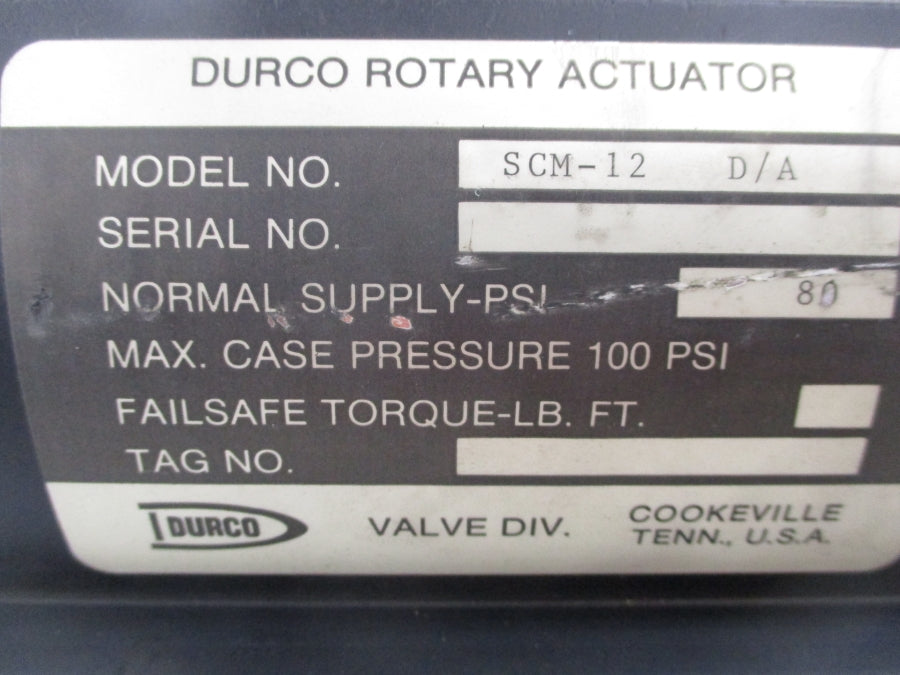 DURCO ROTARY ACTUATOR
MODEL NO. SCM-12 D/A
SERIAL NO.
NORMAL SUPPLY-PSI 80
MAX. CASE PRESSURE 100 PSI
FAILSAFE TORQUE-LB. FT.
TAG NO.
DURCO VALVE DIV. COOKEVILLE
TENN., U.S.A.